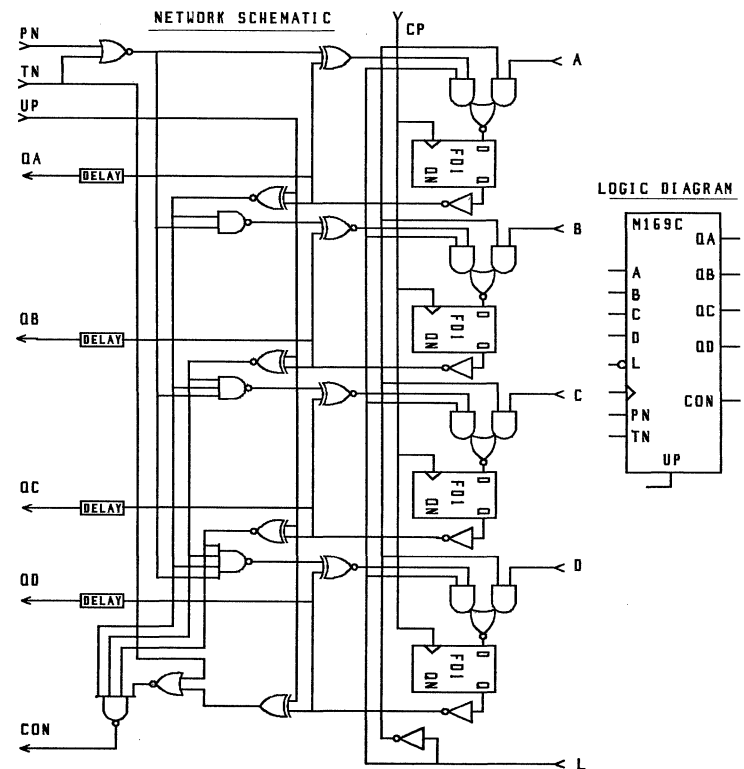 NETWORK SCHEMATIC
PN
CP
TN
A
UP
D
FD1
QN
Q
QA
DELAY
LOGIC DIAGRAM
M169C
QA
A
QB
B
C
QC
D
QD
L
CON
PN
TN
UP
B
D
FD1
QN
Q
QB
DELAY
C
D
FD1
QN
Q
QC
DELAY
D
D
FD1
QN
Q
QD
DELAY
CON
L